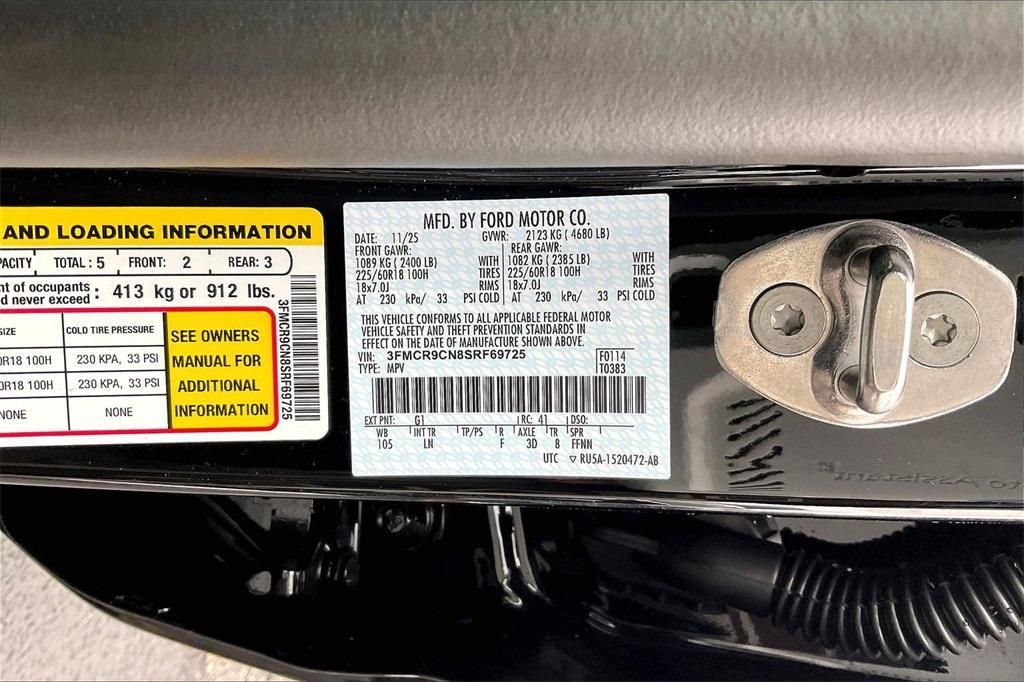 AND LOADING INFORMATION
PACITY TOTAL : 5 FRONT: 2 REAR: 3
nt of occupants : 413 kg or 912 lbs.
d never exceed
SIZE COLD TIRE PRESSURE
0R18 100H 230 KPA, 33 PSI
0R18 100H 230 KPA, 33 PSI
NONE NONE
SEE OWNERS
MANUAL FOR
ADDITIONAL
INFORMATION
3FMCR9CN8SRF69725
MFD. BY FORD MOTOR CO.
DATE: 11/25 GVWR: 2123 KG ( 4680 LB)
FRONT GAWR: REAR GAWR:
1089 KG ( 2400 LB) WITH 1082 KG ( 2385 LB) WITH
225/60R18 100H TIRES 225/60R18 100H TIRES
18x7.0J RIMS 18x7.0J RIMS
AT 230 kPa/ 33 PSI COLD AT 230 kPa/ 33 PSI COLD
THIS VEHICLE CONFORMS TO ALL APPLICABLE FEDERAL MOTOR
VEHICLE SAFETY AND THEFT PREVENTION STANDARDS IN
EFFECT ON THE DATE OF MANUFACTURE SHOWN ABOVE.
VIN: 3FMCR9CN8SRF69725 F0114
TYPE: MPV T0383
EXT PNT: G1 RC: 41 DSO:
WB INT TR TP/PS R AXLE TR SPR
105 LN F 3D 8 FFNN
UTC ▽ RU5A-1520472-AB